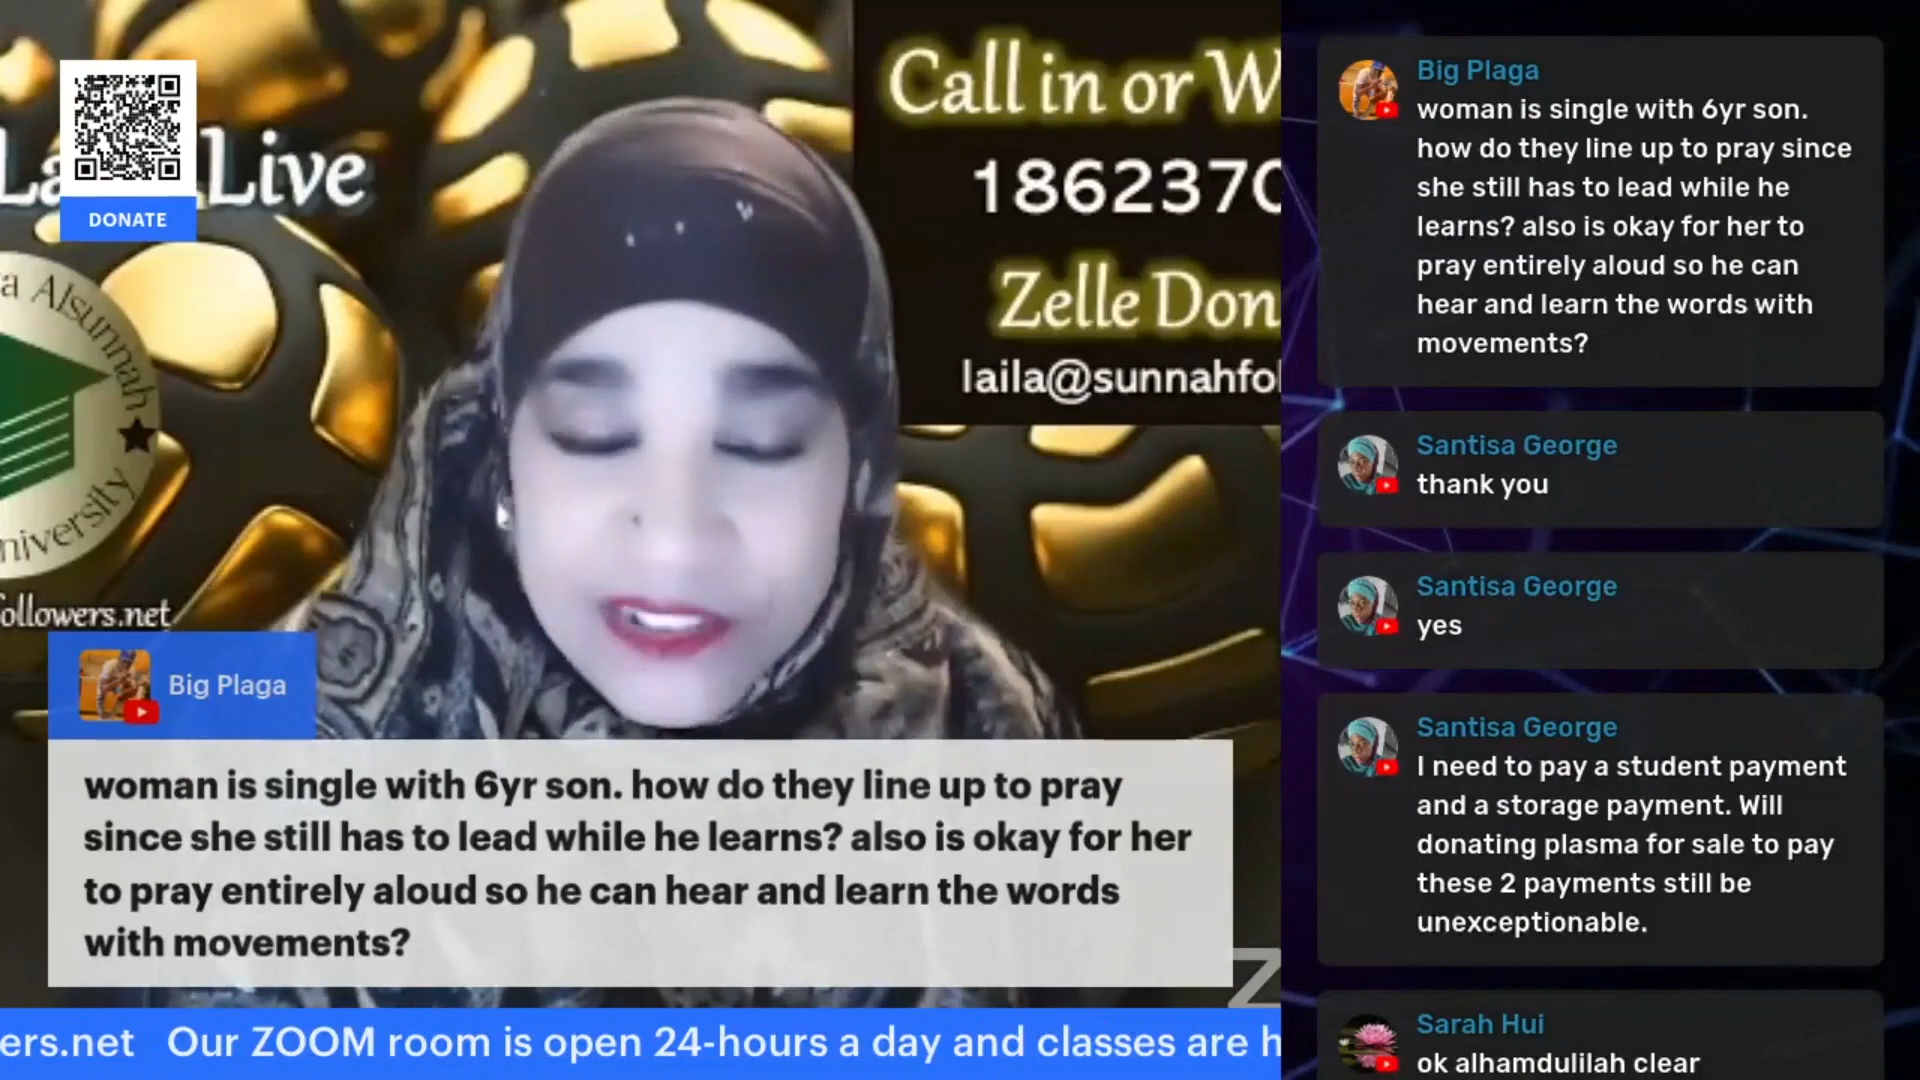 Live
DONATE
Call in or W
1862370
Zelle Don
laila@sunnahfol
a Alsunnah
niversity
followers.net
Big Plaga
woman is single with 6yr son. how do they line up to pray
since she still has to lead while he learns? also is okay for her
to pray entirely aloud so he can hear and learn the words
with movements?
ers.net Our ZOOM room is open 24-hours a day and classes are h
Big Plaga
woman is single with 6yr son.
how do they line up to pray since
she still has to lead while he
learns? also is okay for her to
pray entirely aloud so he can
hear and learn the words with
movements?
Santisa George
thank you
Santisa George
yes
Santisa George
I need to pay a student payment
and a storage payment. Will
donating plasma for sale to pay
these 2 payments still be
unexceptionable.
Sarah Hui
ok alhamdulilah clear